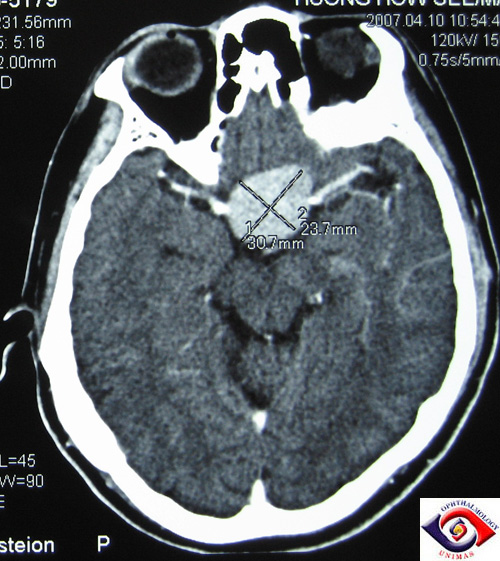 231.56mm
2007.04.10 10:54:4
5: 5:16
120kV/ 15
2.00mm
0.75s/5mm
D
1
2
23.7mm
30.7mm
L=45
W=90
E
steion P
OPHTHALMOLOGY
UNIMAS